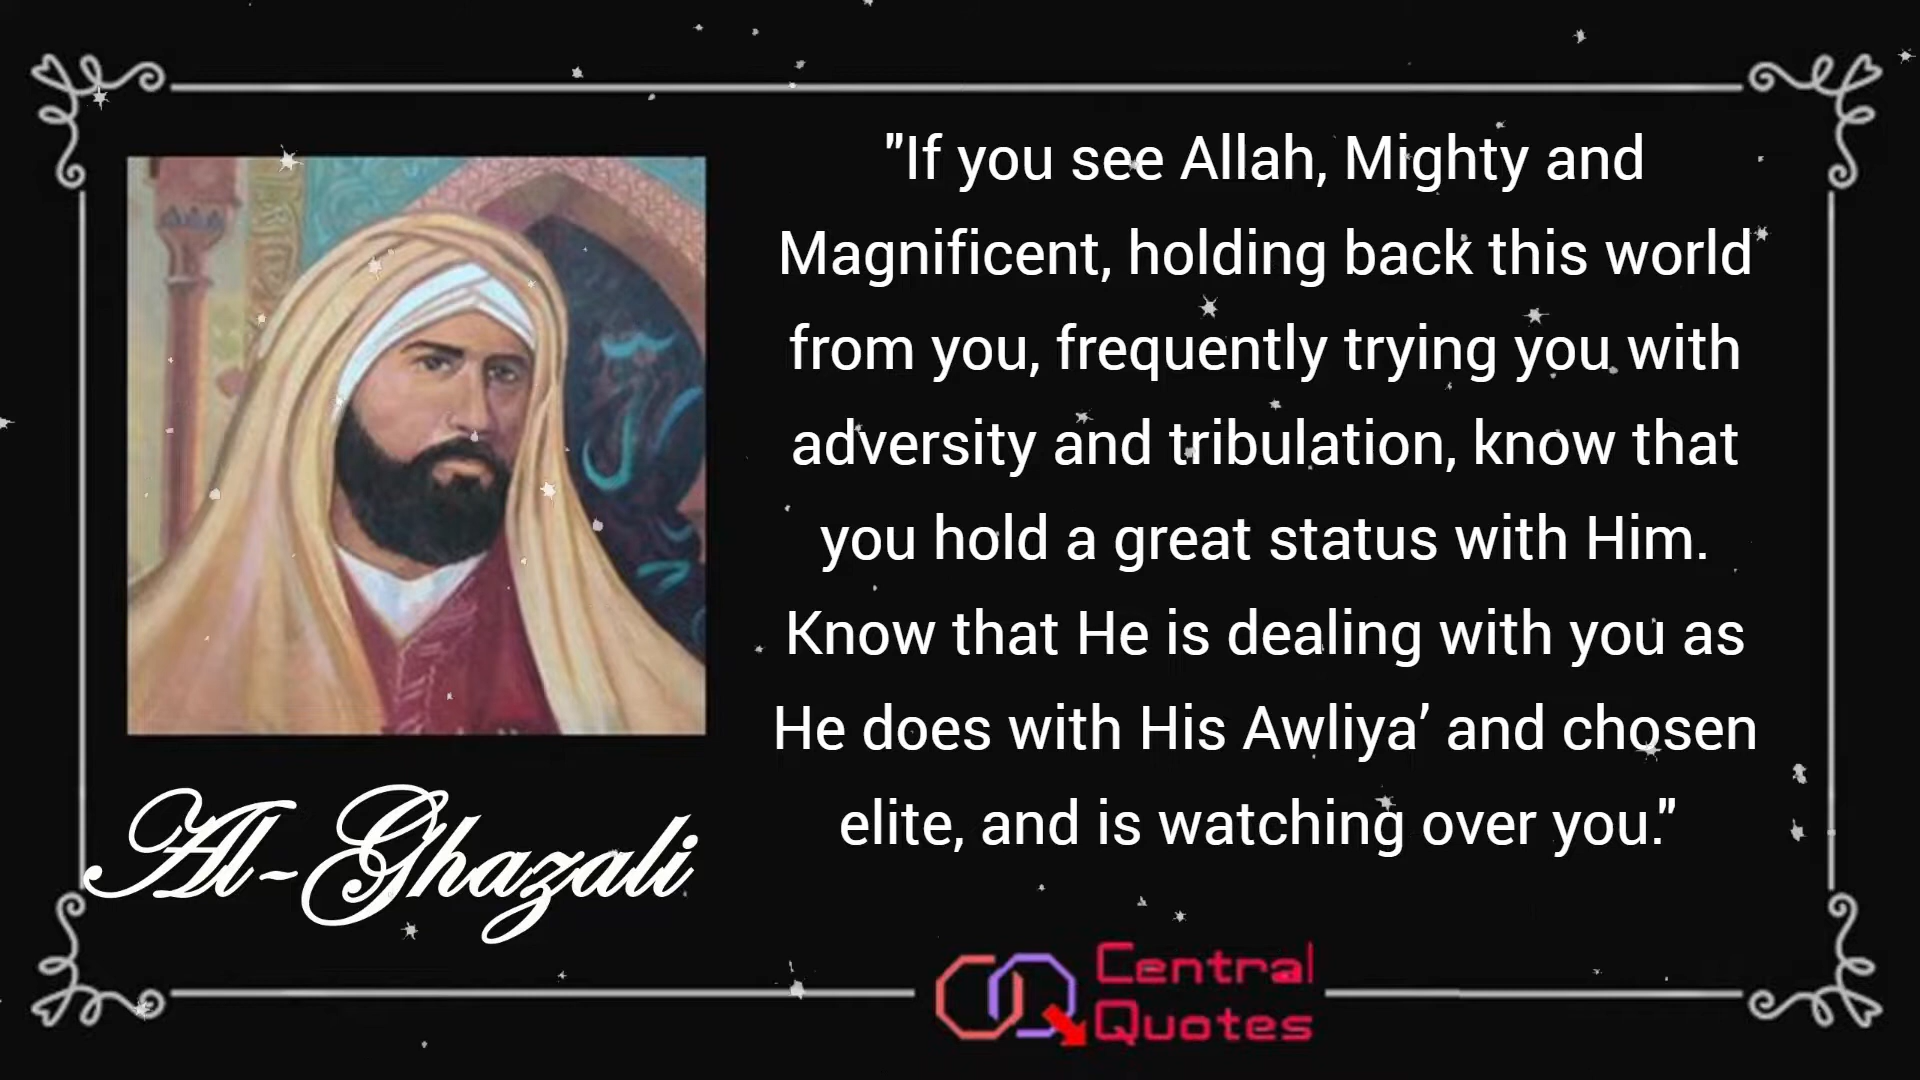 "If you see Allah, Mighty and
Magnificent, holding back this world
from you, frequently trying you with
adversity and tribulation, know that
you hold a great status with Him.
Know that He is dealing with you as
He does with His Awliya’ and chosen
elite, and is watching over you."
Al-Ghazali
Central
Quotes